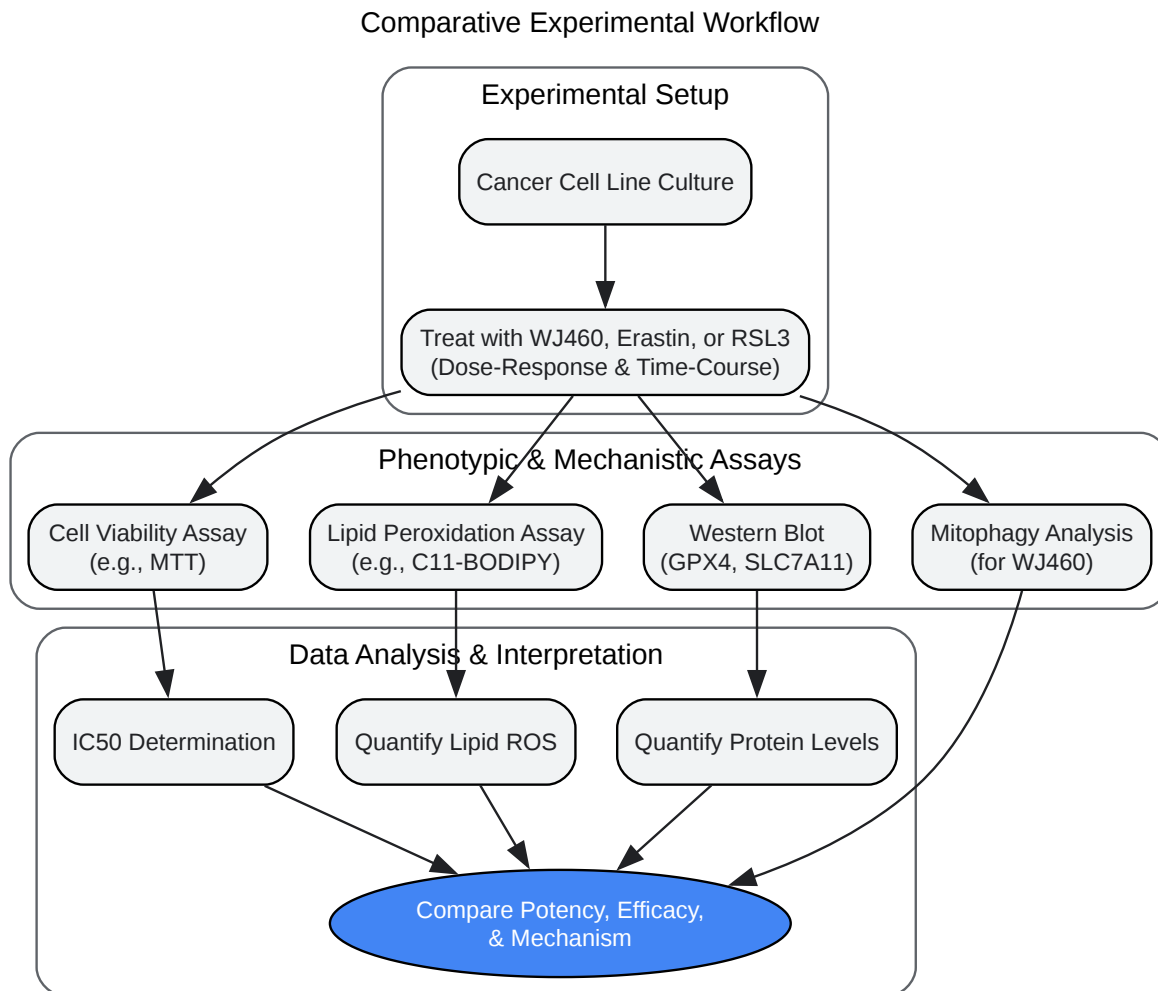 Comparative Experimental Workflow
Experimental Setup
Cancer Cell Line Culture
Treat with WJ460, Erastin, or RSL3
(Dose-Response & Time-Course)
Phenotypic & Mechanistic Assays
Cell Viability Assay
(e.g., MTT)
Lipid Peroxidation Assay
(e.g., C11-BODIPY)
Western Blot
(GPX4, SLC7A11)
Mitophagy Analysis
(for WJ460)
Data Analysis & Interpretation
IC50 Determination
Quantify Lipid ROS
Quantify Protein Levels
Compare Potency, Efficacy,
& Mechanism